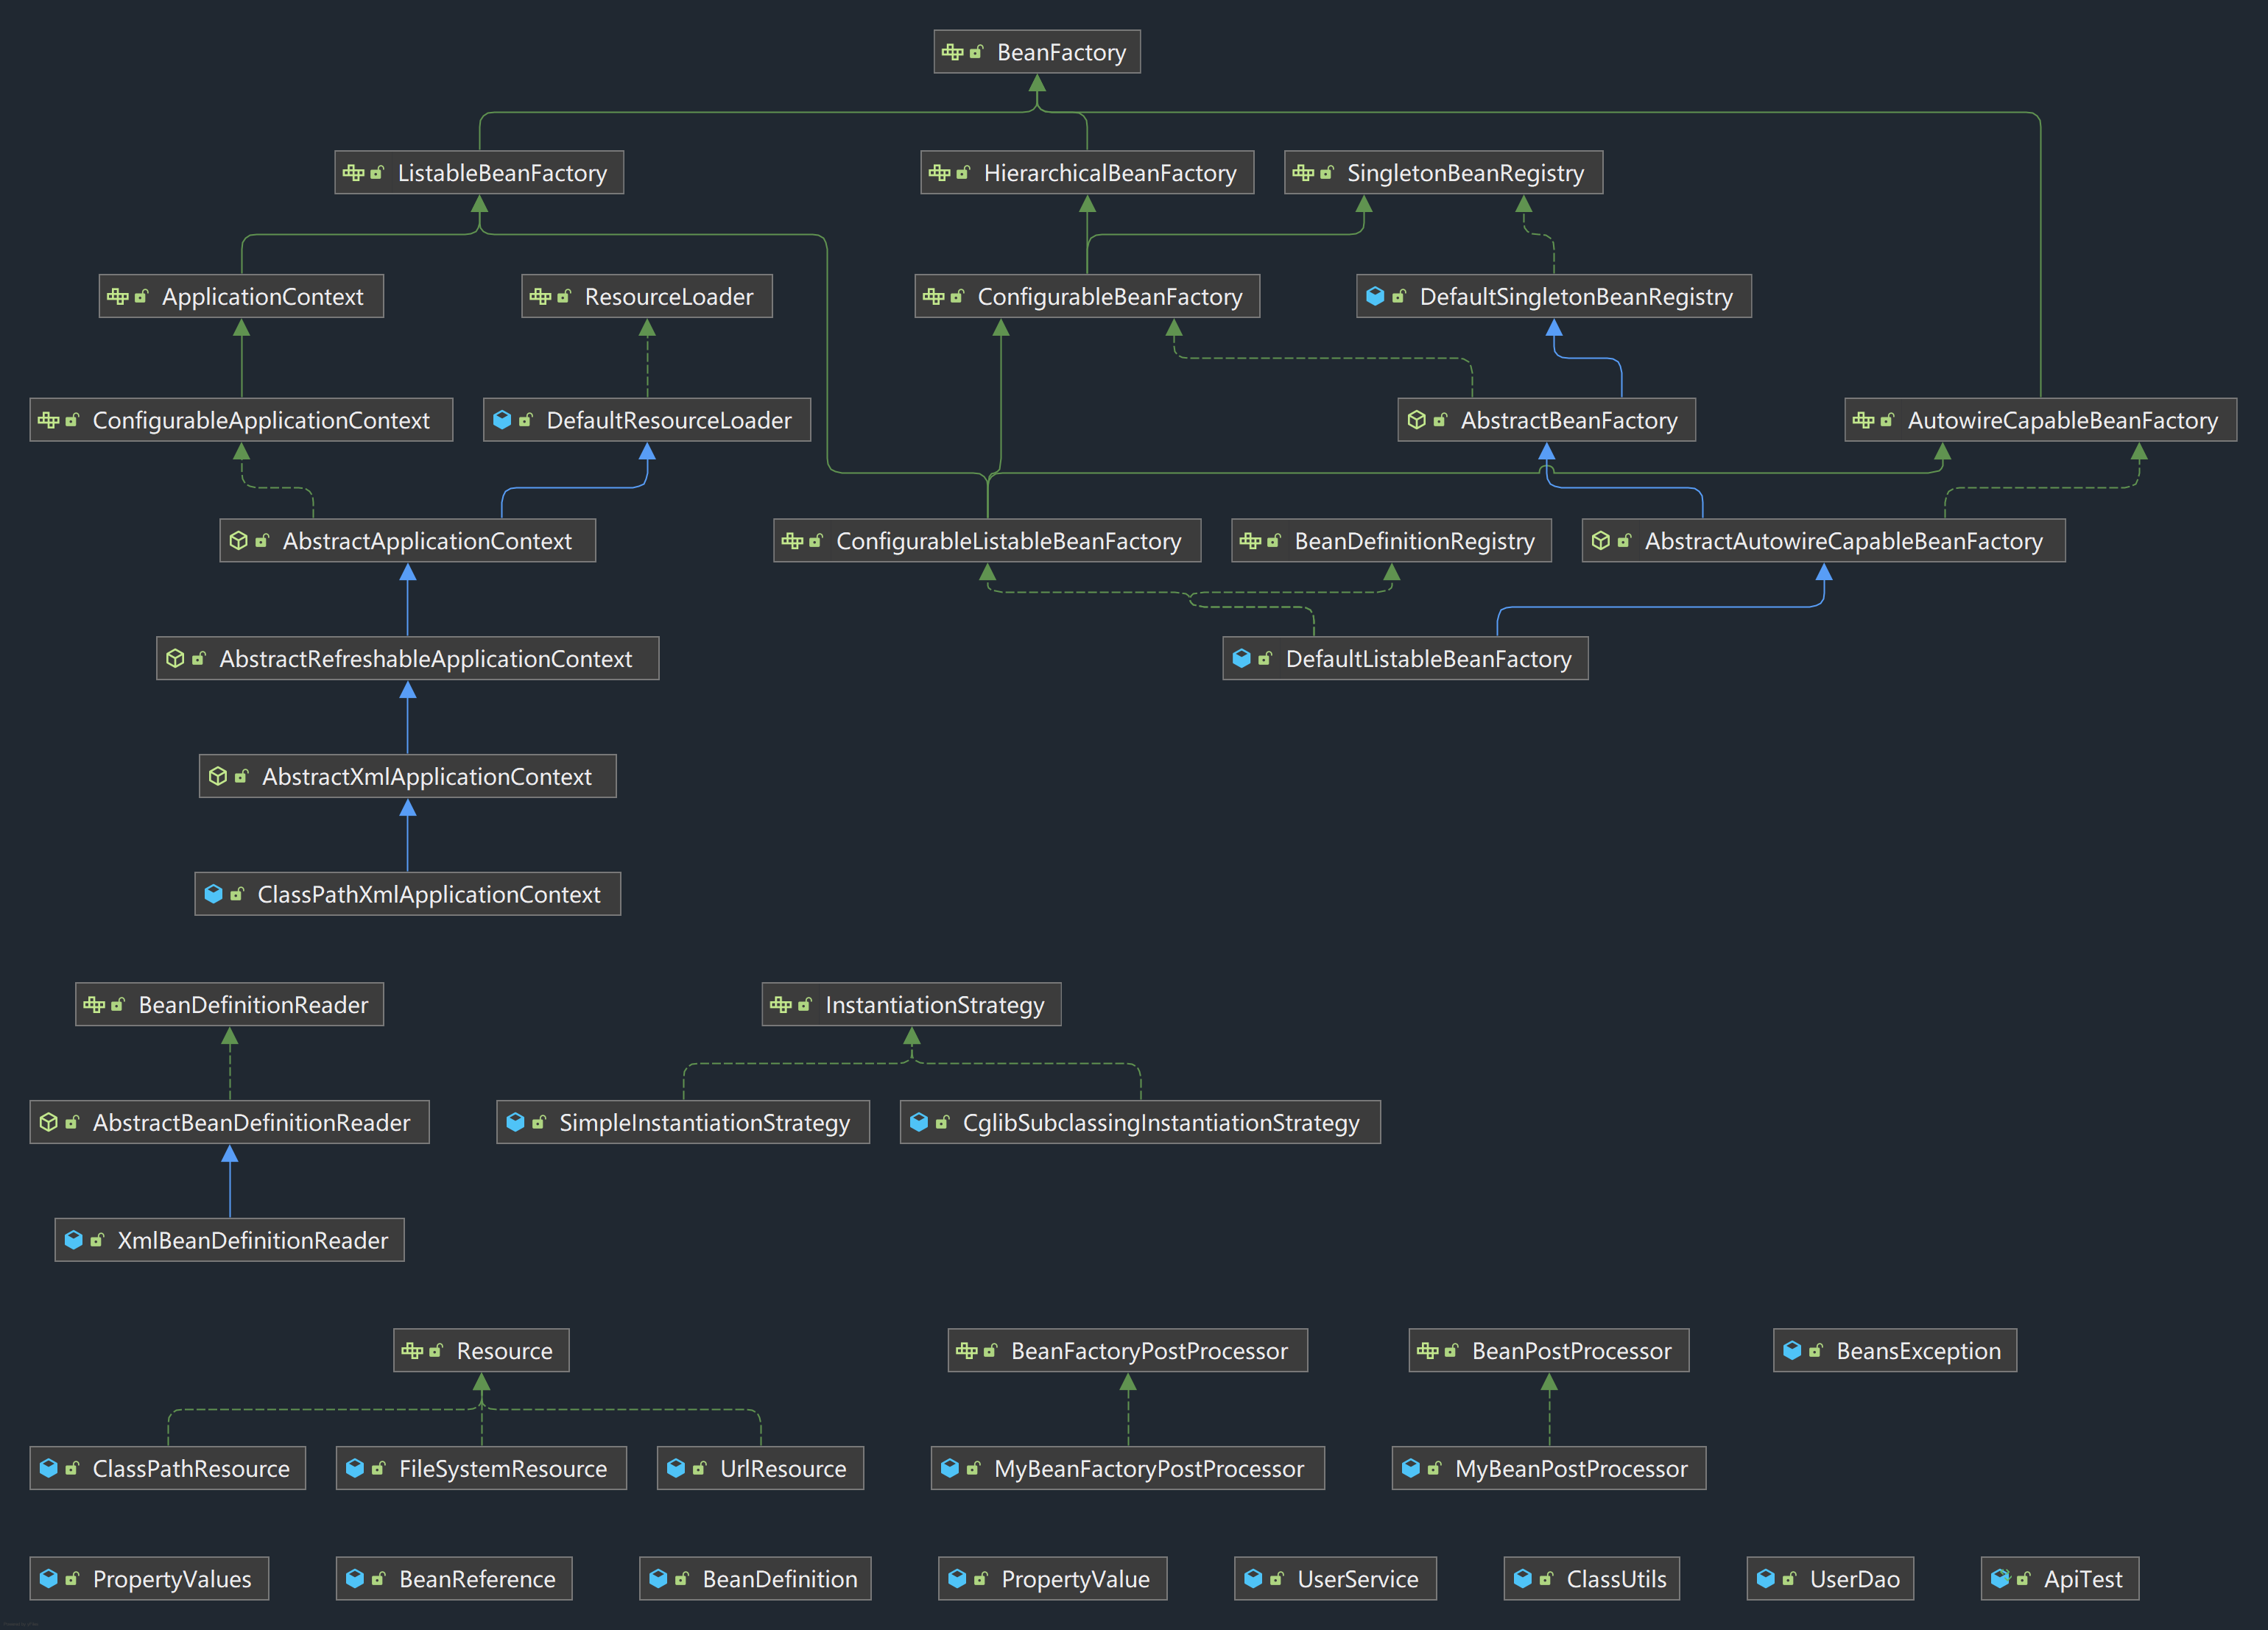 BeanFactory
ListableBeanFactory
HierarchicalBeanFactory
SingletonBeanRegistry
ApplicationContext
ResourceLoader
ConfigurableBeanFactory
DefaultSingletonBeanRegistry
ConfigurableApplicationContext
DefaultResourceLoader
AbstractBeanFactory
AutowireCapableBeanFactory
AbstractApplicationContext
ConfigurableListableBeanFactory
BeanDefinitionRegistry
AbstractAutowireCapableBeanFactory
AbstractRefreshableApplicationContext
DefaultListableBeanFactory
AbstractXmlApplicationContext
ClassPathXmlApplicationContext
BeanDefinitionReader
InstantiationStrategy
AbstractBeanDefinitionReader
SimpleInstantiationStrategy
CglibSubclassingInstantiationStrategy
XmlBeanDefinitionReader
Resource
BeanFactoryPostProcessor
BeanPostProcessor
BeansException
ClassPathResource
FileSystemResource
UrlResource
MyBeanFactoryPostProcessor
MyBeanPostProcessor
PropertyValues
BeanReference
BeanDefinition
PropertyValue
UserService
ClassUtils
UserDao
ApiTest